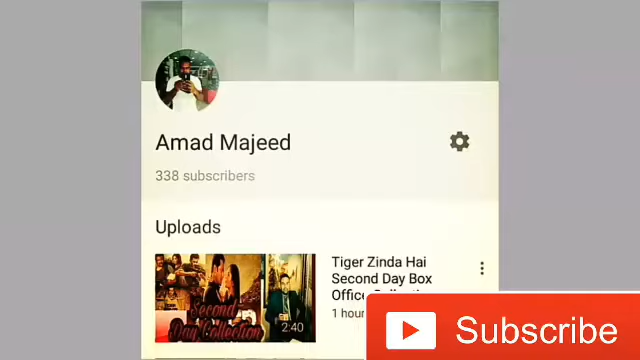 Amad Majeed
338 subscribers
Uploads
Tiger Zinda Hai
Second Day Box
Office
1 hour
Second
Day Collection
2:40
Subscribe